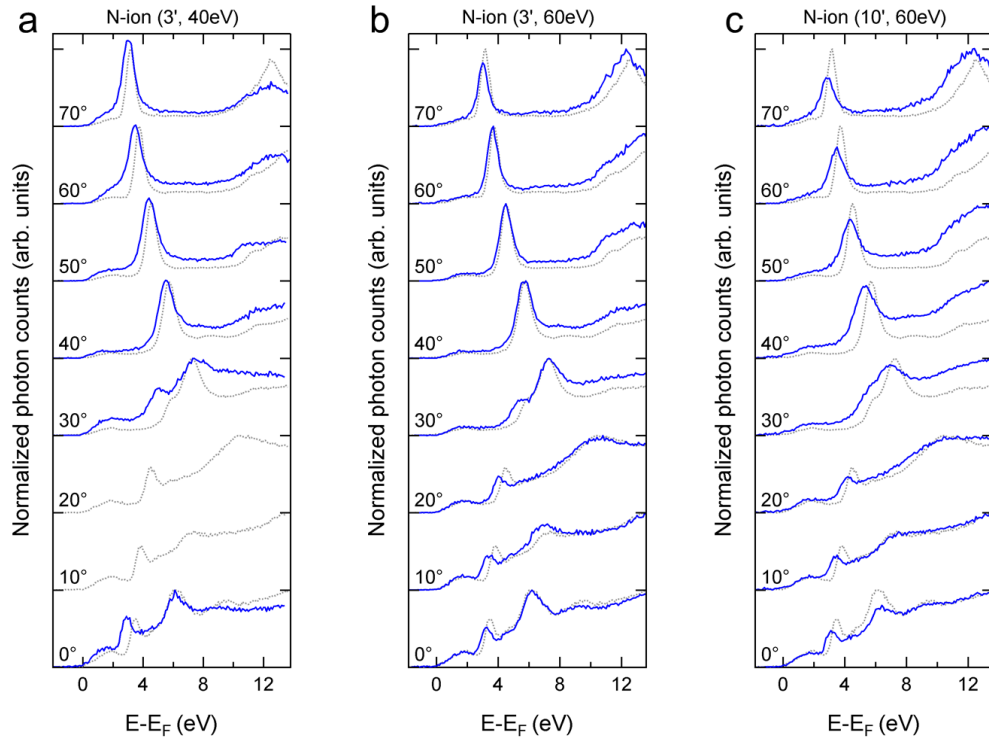 a
N-ion (3', 40eV)
Normalized photon counts (arb. units)
70°
60°
50°
40°
30°
20°
10°
0°
0 4 8 12
E-E_F (eV)
b
N-ion (3', 60eV)
Normalized photon counts (arb. units)
70°
60°
50°
40°
30°
20°
10°
0°
0 4 8 12
E-E_F (eV)
c
N-ion (10', 60eV)
Normalized photon counts (arb. units)
70°
60°
50°
40°
30°
20°
10°
0°
0 4 8 12
E-E_F (eV)